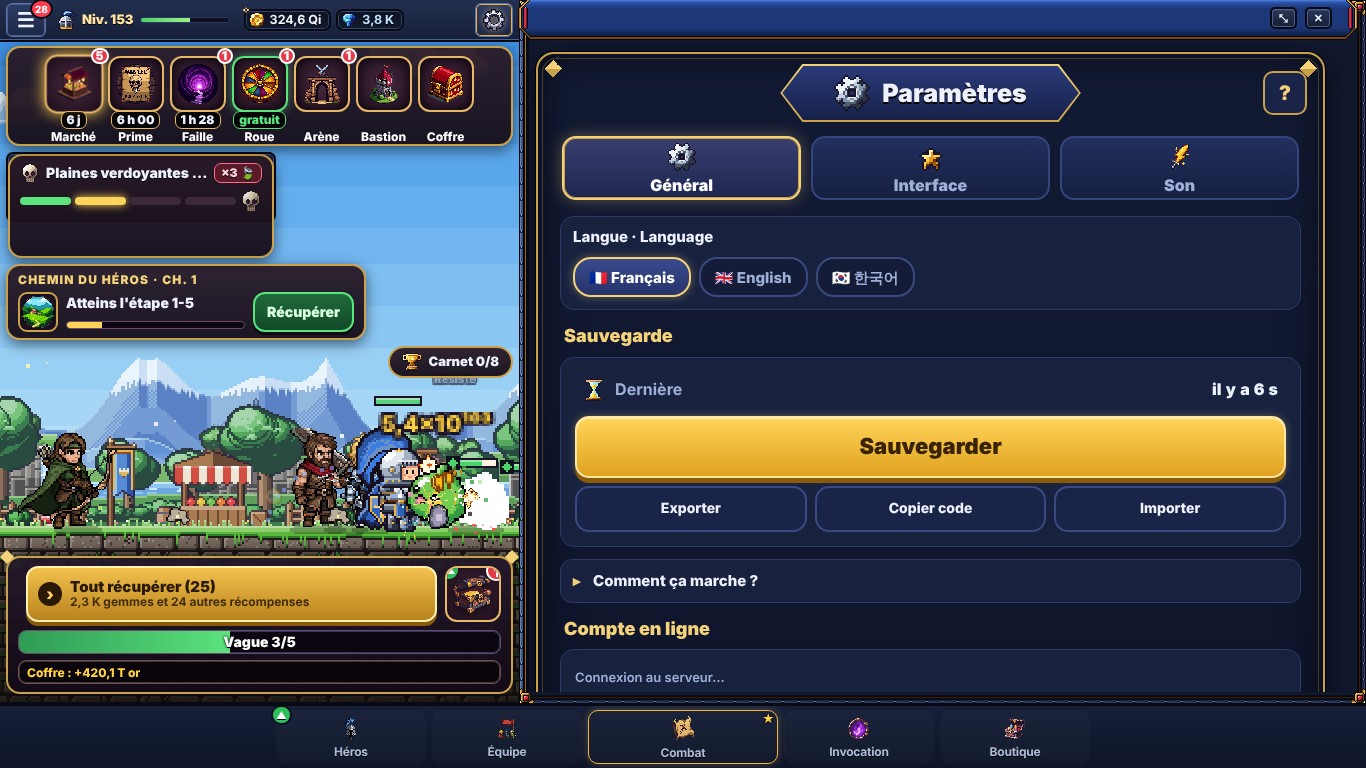 28
Niv. 153
324,6 Qi
3,8 K
5
1
1
1
6 j
6 h 00
1 h 28
gratuit
Marché
Prime
Faille
Roue
Arène
Bastion
Coffre
Plaines verdoyantes ...
×3
CHEMIN DU HÉROS · CH. 1
Atteins l'étape 1-5
Récupérer
Carnet 0/8
5,4×10
Tout récupérer (25)
2,3 K gemmes et 24 autres récompenses
Vague 3/5
Coffre : +420,1 T or
Paramètres
?
Général
Interface
Son
Langue · Language
Français
English
한국어
Sauvegarde
Dernière
il y a 6 s
Sauvegarder
Exporter
Copier code
Importer
Comment ça marche ?
Compte en ligne
Connexion au serveur...
Héros
Équipe
Combat
Invocation
Boutique